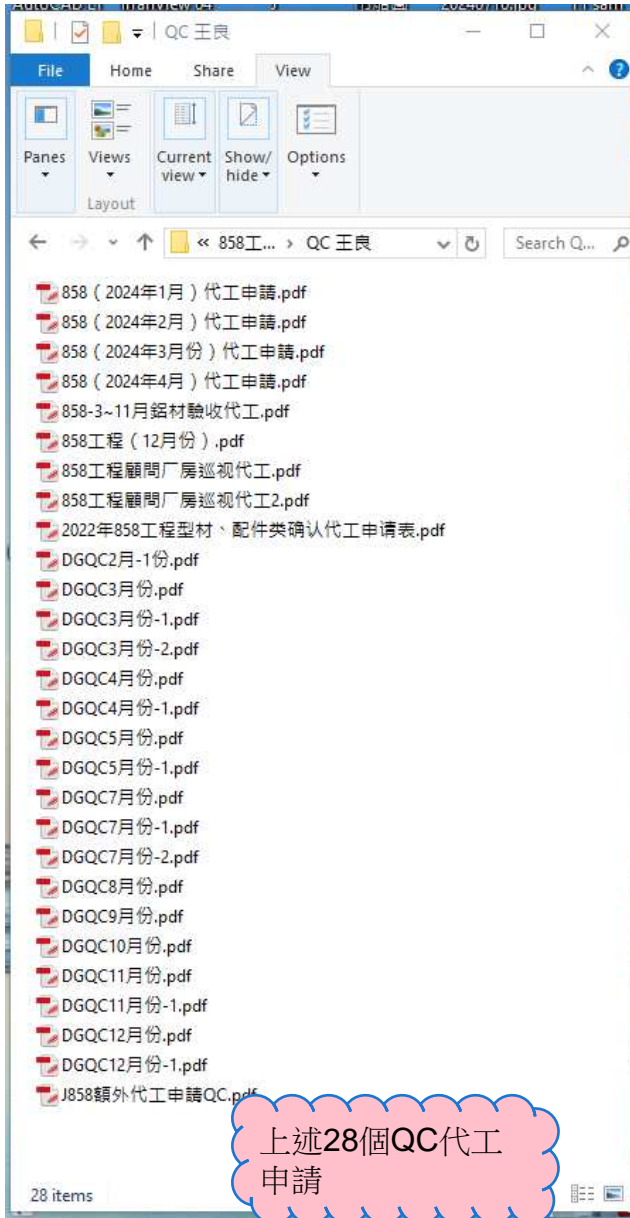 QC 王良
File Home Share View
Panes Views Current view Show/ hide Options
Layout
« 858工... › QC 王良 Search Q...
858（2024年1月）代工申請.pdf
858（2024年2月）代工申請.pdf
858（2024年3月份）代工申請.pdf
858（2024年4月）代工申請.pdf
858-3~11月鋁材驗收代工.pdf
858工程（12月份）.pdf
858工程顧問厂房巡视代工.pdf
858工程顧問厂房巡视代工2.pdf
2022年858工程型材、配件类确认代工申请表.pdf
DGQC2月-1份.pdf
DGQC3月份.pdf
DGQC3月份-1.pdf
DGQC3月份-2.pdf
DGQC4月份.pdf
DGQC4月份-1.pdf
DGQC5月份.pdf
DGQC5月份-1.pdf
DGQC7月份.pdf
DGQC7月份-1.pdf
DGQC7月份-2.pdf
DGQC8月份.pdf
DGQC9月份.pdf
DGQC10月份.pdf
DGQC11月份.pdf
DGQC11月份-1.pdf
DGQC12月份.pdf
DGQC12月份-1.pdf
J858額外代工申請QC.pdf
上述28個QC代工
申請
28 items